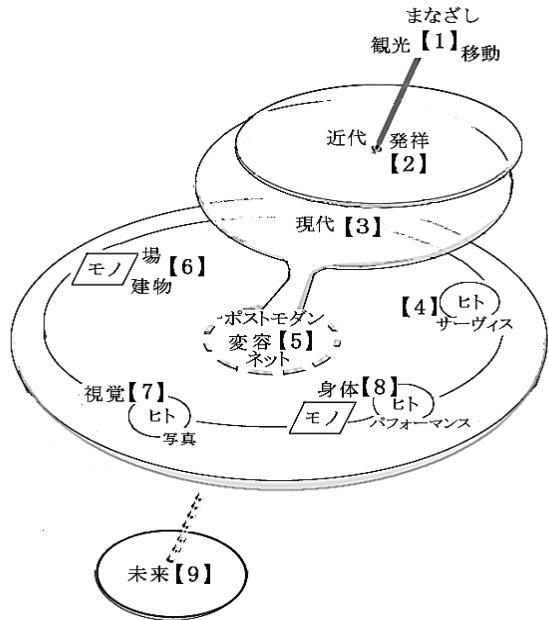 まなざし
観光【1】移動
近代 発祥
【2】
現代【3】
モノ 場【6】
建物
【4】ヒト
サーヴィス
ポストモダン
変容【5】
ネット
視覚【7】
ヒト
写真
身体【8】
モノ ヒト
パフォーマンス
未来【9】